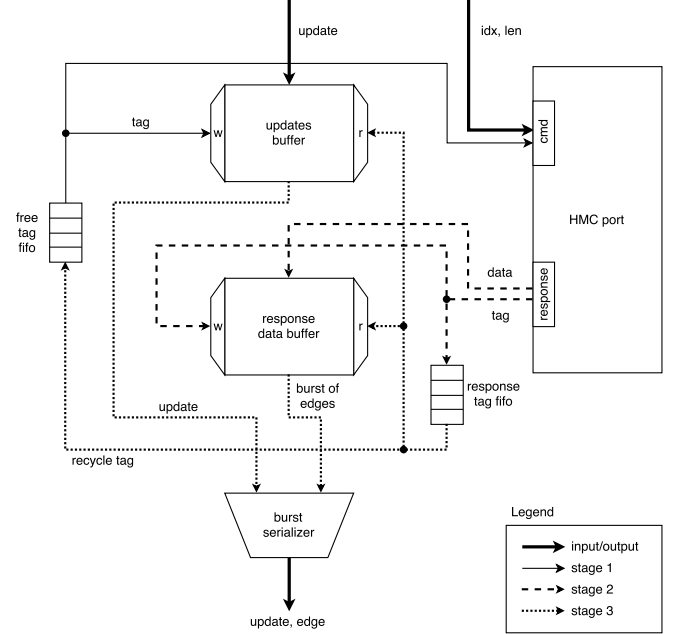 update
idx, len
tag
w
updates
buffer
r
cmd
free
tag
fifo
HMC port
data
response
tag
w
response
data buffer
r
burst of
edges
response
tag fifo
update
recycle tag
burst
serializer
Legend
input/output
stage 1
stage 2
stage 3
update, edge